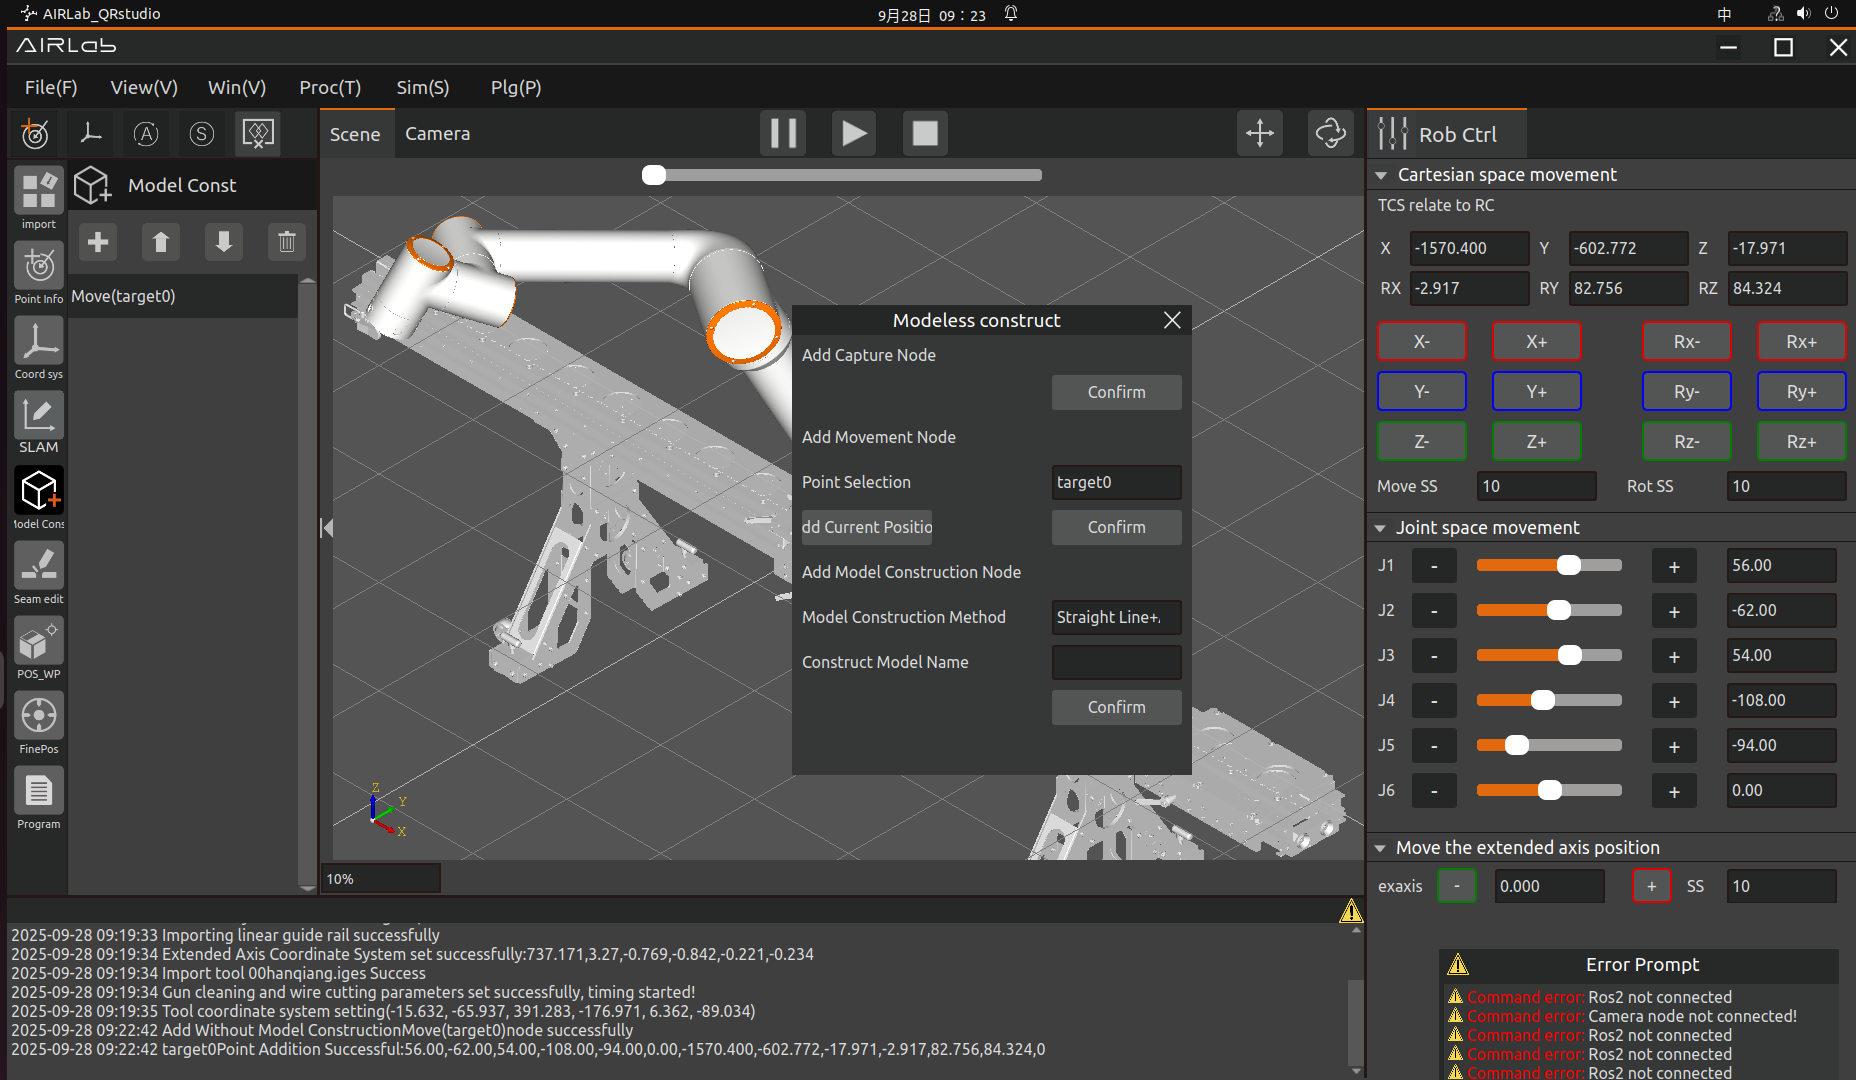 AIRLab_QRstudio
9月28日 09：23
中
AIRLab
File(F) View(V) Win(V) Proc(T) Sim(S) Plg(P)
A S
Scene Camera
Rob Ctrl
import
Point Info
Coord sys
SLAM
Model Cons
Seam edit
POS_WP
FinePos
Program
Model Const
Move(target0)
Z
Y
X
10%
Modeless construct
Add Capture Node
Confirm
Add Movement Node
Point Selection target0
dd Current Positio Confirm
Add Model Construction Node
Model Construction Method Straight Line+
Construct Model Name
Confirm
Cartesian space movement
TCS relate to RC
X -1570.400 Y -602.772 Z -17.971
RX -2.917 RY 82.756 RZ 84.324
X- X+ Rx- Rx+
Y- Y+ Ry- Ry+
Z- Z+ Rz- Rz+
Move SS 10 Rot SS 10
Joint space movement
J1 - + 56.00
J2 - + -62.00
J3 - + 54.00
J4 - + -108.00
J5 - + -94.00
J6 - + 0.00
Move the extended axis position
exaxis - 0.000 + SS 10
2025-09-28 09:19:33 Importing linear guide rail successfully
2025-09-28 09:19:34 Extended Axis Coordinate System set successfully:737.171,3.27,-0.769,-0.842,-0.221,-0.234
2025-09-28 09:19:34 Import tool 00hanqiang.iges Success
2025-09-28 09:19:34 Gun cleaning and wire cutting parameters set successfully, timing started!
2025-09-28 09:19:35 Tool coordinate system setting(-15.632, -65.937, 391.283, -176.971, 6.362, -89.034)
2025-09-28 09:22:42 Add Without Model ConstructionMove(target0)node successfully
2025-09-28 09:22:42 target0Point Addition Successful:56.00,-62.00,54.00,-108.00,-94.00,0.00,-1570.400,-602.772,-17.971,-2.917,82.756,84.324,0
Error Prompt
Command error: Ros2 not connected
Command error: Camera node not connected!
Command error: Ros2 not connected
Command error: Ros2 not connected
Command error: Ros2 not connected